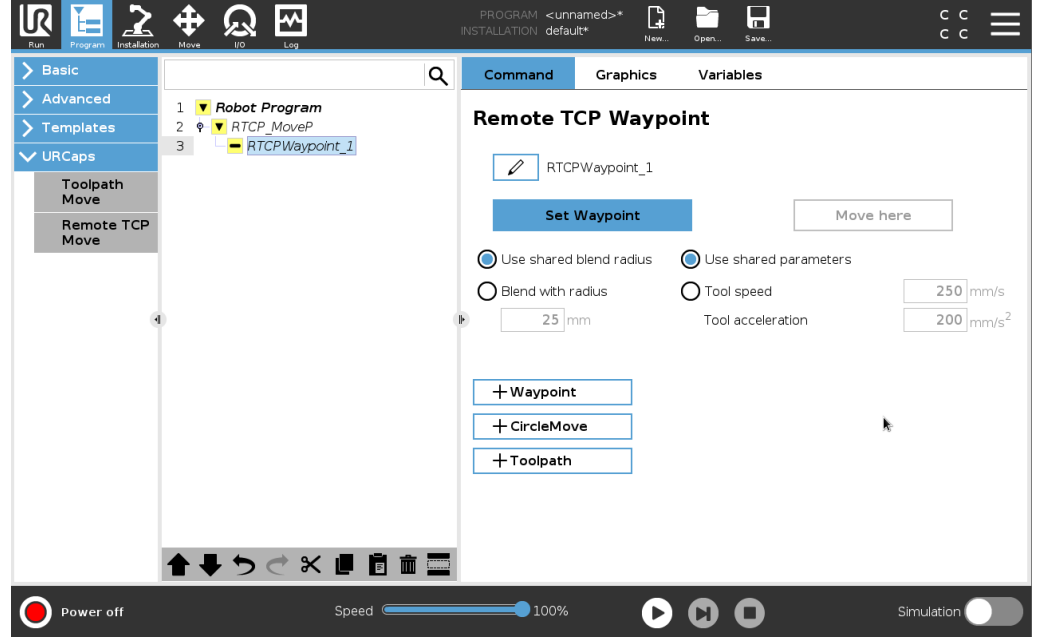 PROGRAM <unnamed>*
INSTALLATION default*
C C
C C
Run Program Installation Move I/O Log New... Open... Save...
Basic
Advanced
Templates
URCaps
Toolpath
Move
Remote TCP
Move
1 Robot Program
2 RTCP_MoveP
3 RTCPWaypoint_1
Command Graphics Variables
Remote TCP Waypoint
RTCPWaypoint_1
Set Waypoint Move here
Use shared blend radius Use shared parameters
Blend with radius Tool speed 250 mm/s
25 mm Tool acceleration 200 mm/s²
+Waypoint
+CircleMove
+Toolpath
Power off Speed 100% Simulation